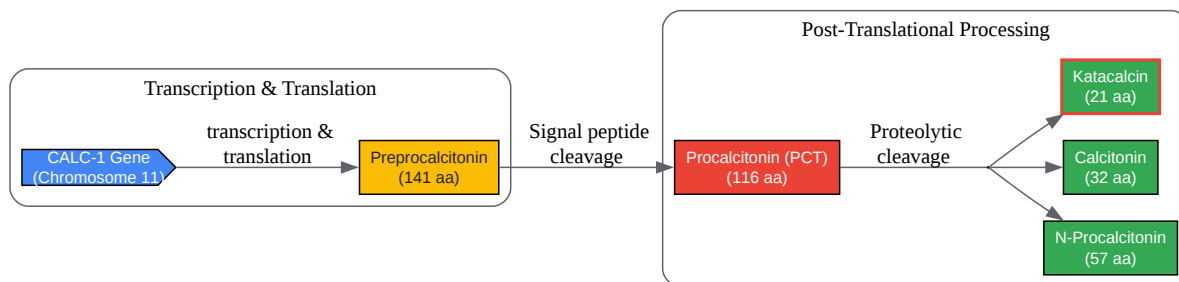 Post-Translational Processing
Transcription & Translation
CALC-1 Gene
(Chromosome 11)
transcription &
translation
Preprocalcitonin
(141 aa)
Signal peptide
cleavage
Procalcitonin (PCT)
(116 aa)
Proteolytic
cleavage
Katacalcin
(21 aa)
Calcitonin
(32 aa)
N-Procalcitonin
(57 aa)